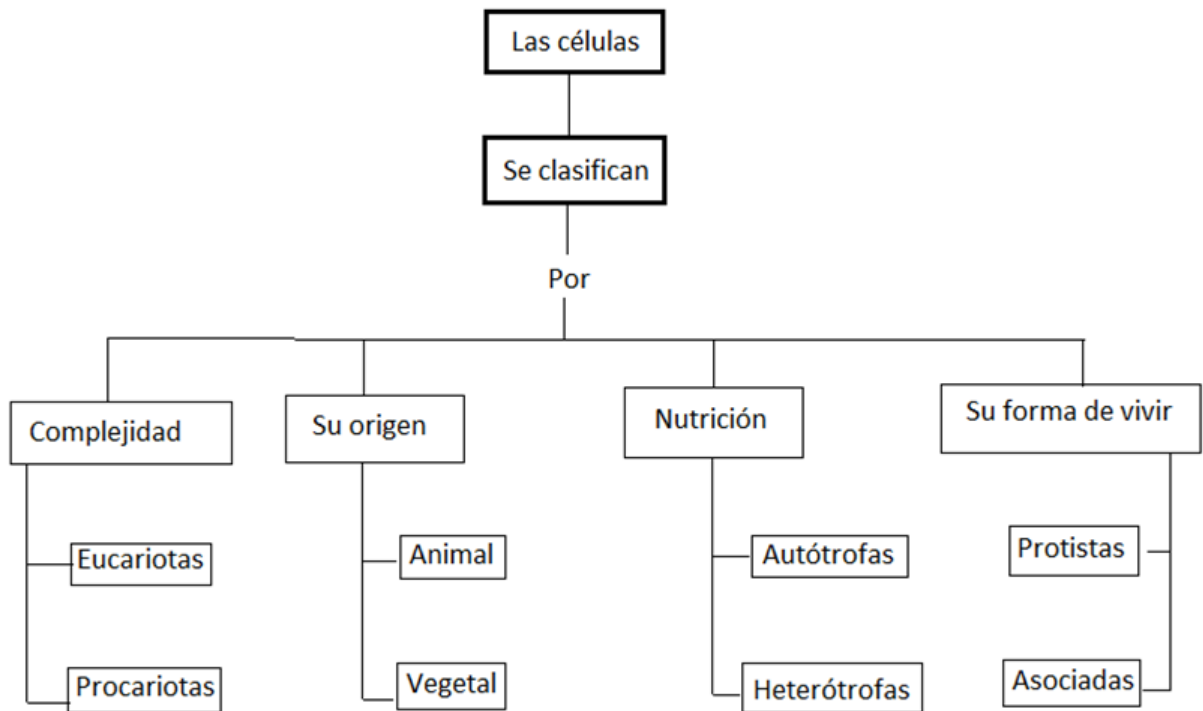 Las células
Se clasifican
Por
Complejidad
Su origen
Nutrición
Su forma de vivir
Eucariotas
Animal
Autótrofas
Protistas
Procariotas
Vegetal
Heterótrofas
Asociadas